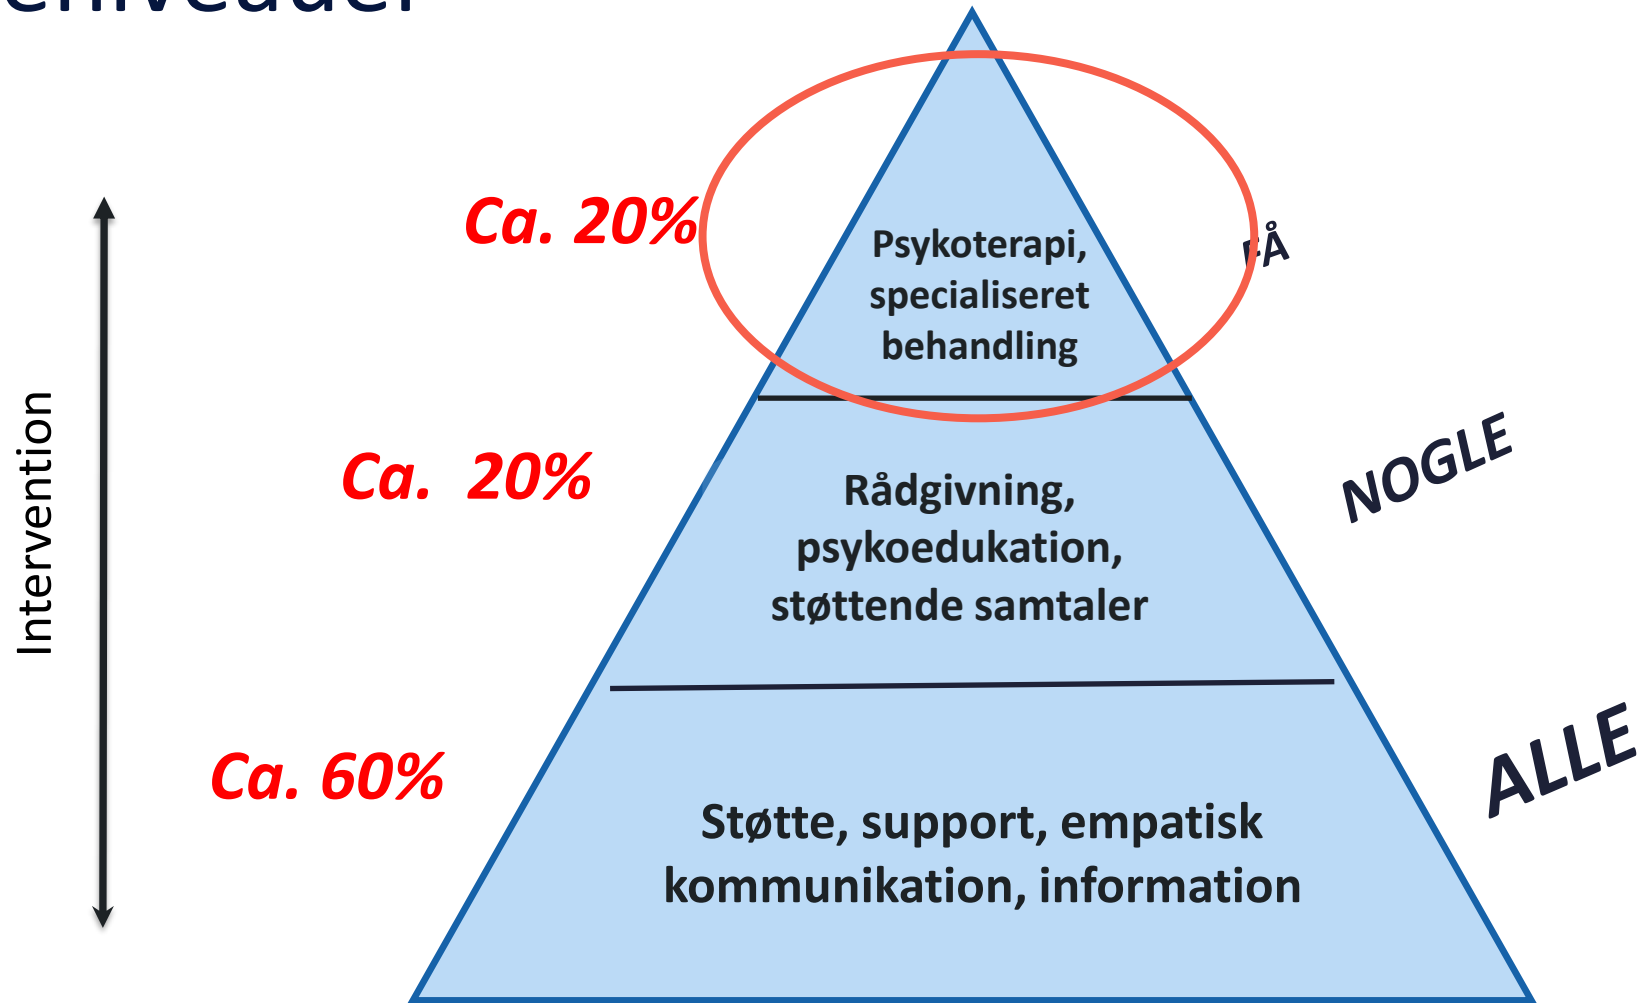 Ca. 20%
Psykoterapi,
specialiseret
behandling
FÅ
Intervention
Ca. 20%
Rådgivning,
psykoedukation,
støttende samtaler
NOGLE
Ca. 60%
Støtte, support, empatisk
kommunikation, information
ALLE